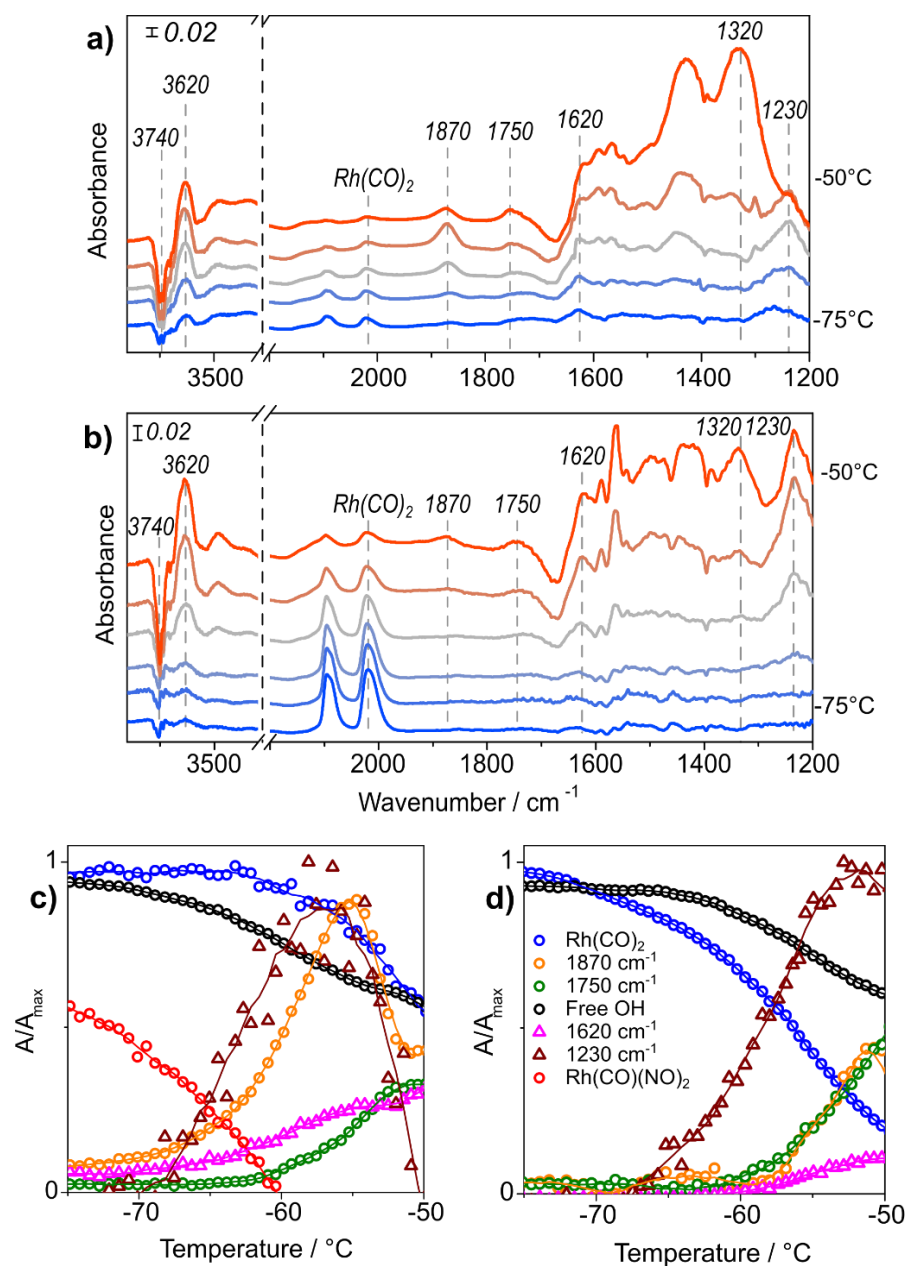 a)
0.02
3620
3740
Rh(CO)2
1870
1750
1620
1320
1230
-50°C
-75°C
Absorbance
3500
2000
1800
1600
1400
1200
b)
0.02
3620
3740
Rh(CO)2
1870
1750
1620
1320
1230
-50°C
-75°C
Absorbance
3500
2000
1800
1600
1400
1200
Wavenumber / cm -1
c)
1
0
A/Amax
-70
-60
-50
Temperature / °C
d)
1
0
A/Amax
Rh(CO)2
1870 cm-1
1750 cm-1
Free OH
1620 cm-1
1230 cm-1
Rh(CO)(NO)2
-70
-60
-50
Temperature / °C